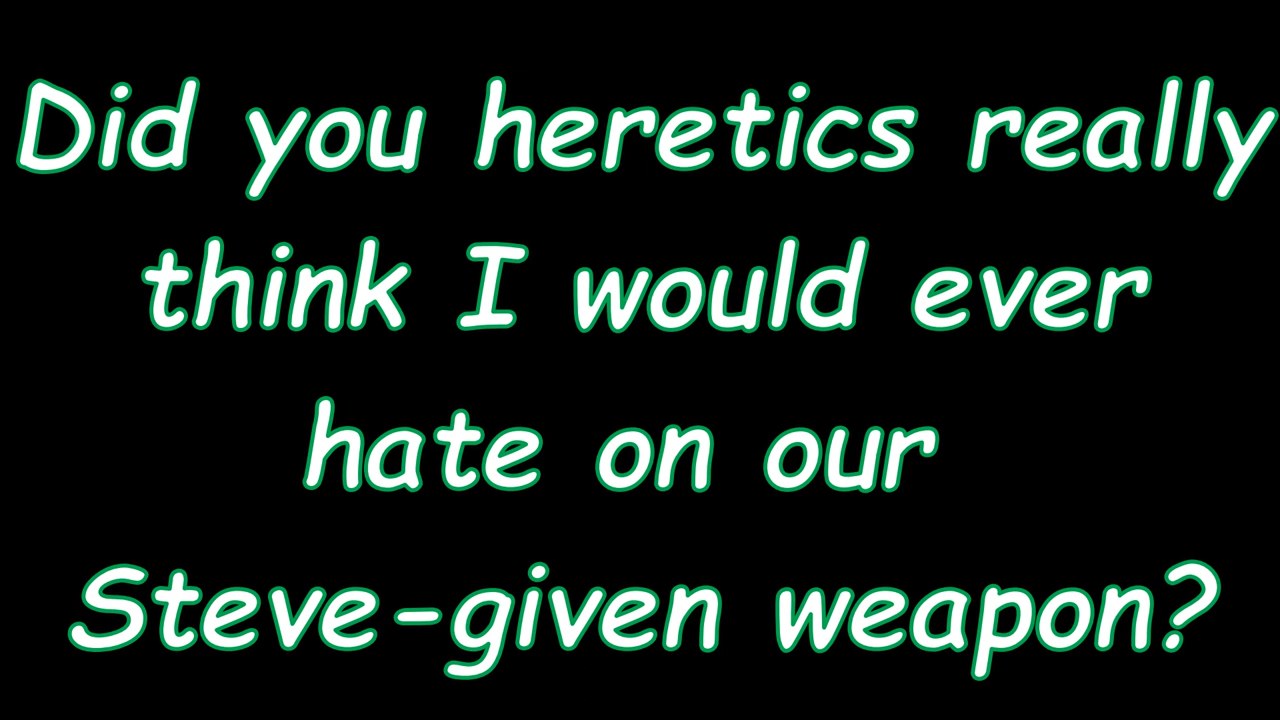 Did you heretics really
think I would ever
hate on our
Steve-given weapon?